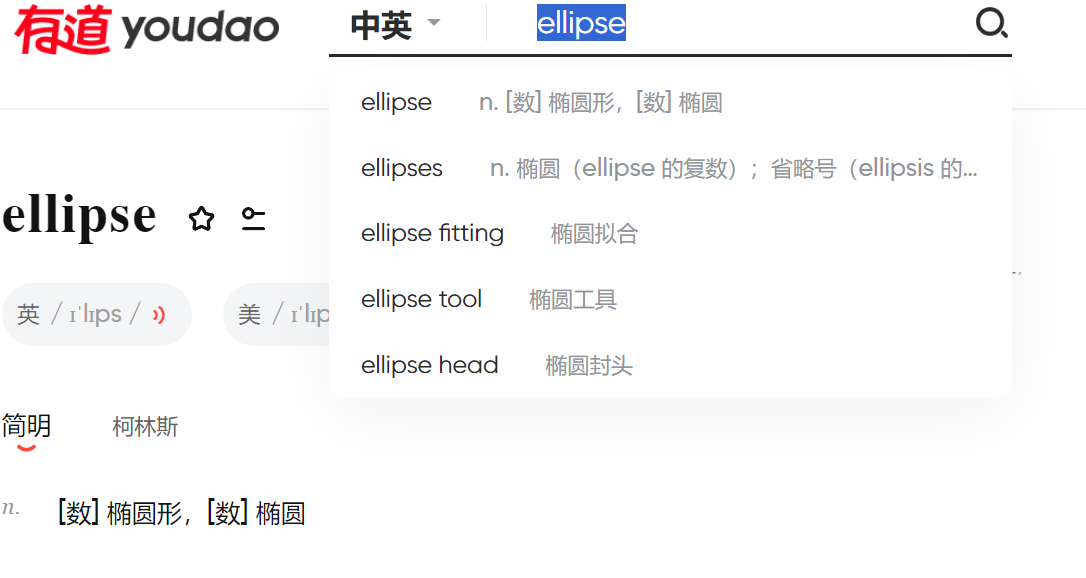 有道 youdao 中英 ellipse
ellipse n. [数] 椭圆形，[数] 椭圆
ellipses n. 椭圆（ellipse 的复数）；省略号（ellipsis 的...
ellipse fitting 椭圆拟合
ellipse tool 椭圆工具
ellipse head 椭圆封头
ellipse
英 / ɪˈlɪps / 美 / ɪˈlɪp
简明 柯林斯
n. [数] 椭圆形，[数] 椭圆